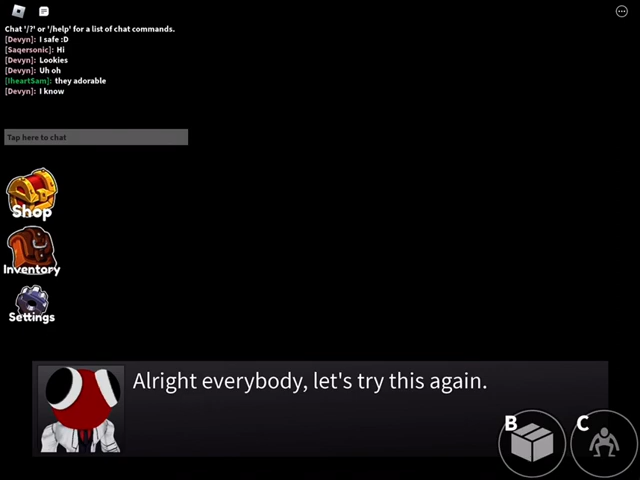 Chat '/?' or '/help' for a list of chat commands.
[Devyn]: I safe :D
[Saqersonic]: Hi
[Devyn]: Lookies
[Devyn]: Uh oh
[IheartSam]: they adorable
[Devyn]: I know
Tap here to chat
Shop
Inventory
Settings
Alright everybody, let's try this again.
B
C